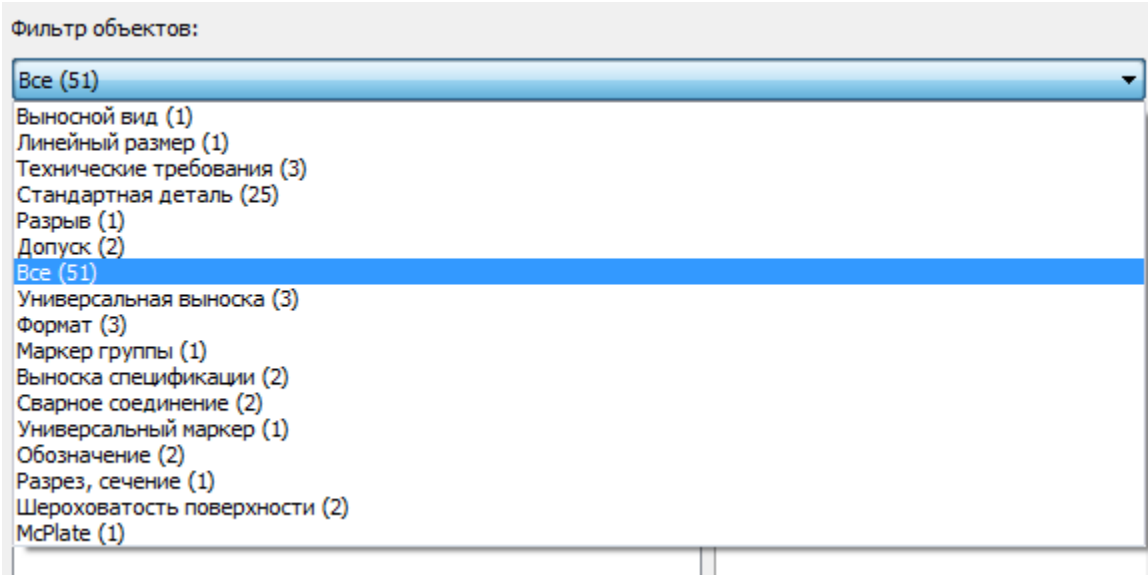 Фильтр объектов:
Все (51)
Выносной вид (1)
Линейный размер (1)
Технические требования (3)
Стандартная деталь (25)
Разрыв (1)
Допуск (2)
Все (51)
Универсальная выноска (3)
Формат (3)
Маркер группы (1)
Выноска спецификации (2)
Сварное соединение (2)
Универсальный маркер (1)
Обозначение (2)
Разрез, сечение (1)
Шероховатость поверхности (2)
McPlate (1)